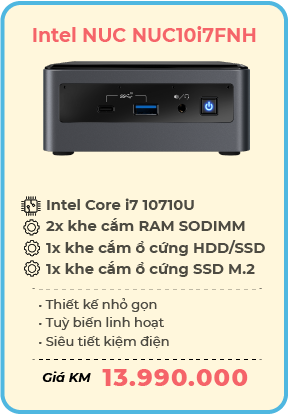 Intel NUC NUC10i7FNH
Intel Core i7 10710U
2x khe cắm RAM SODIMM
1x khe cắm ổ cứng HDD/SSD
1x khe cắm ổ cứng SSD M.2
• Thiết kế nhỏ gọn
• Tuỳ biến linh hoạt
• Siêu tiết kiệm điện
Giá KM 13.990.000